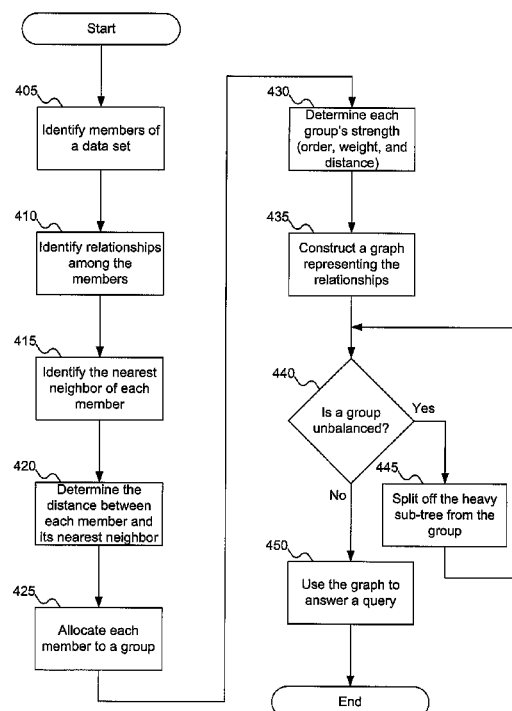 Start
405
Identify members of
a data set
410
Identify relationships
among the
members
415
Identify the nearest
neighbor of each
member
420
Determine the
distance between
each member and
its nearest neighbor
425
Allocate each
member to a group
430
Determine each
group's strength
(order, weight, and
distance)
435
Construct a graph
representing the
relationships
440
Is a group
unbalanced?
Yes
445
Split off the heavy
sub-tree from the
group
No
450
Use the graph to
answer a query
End